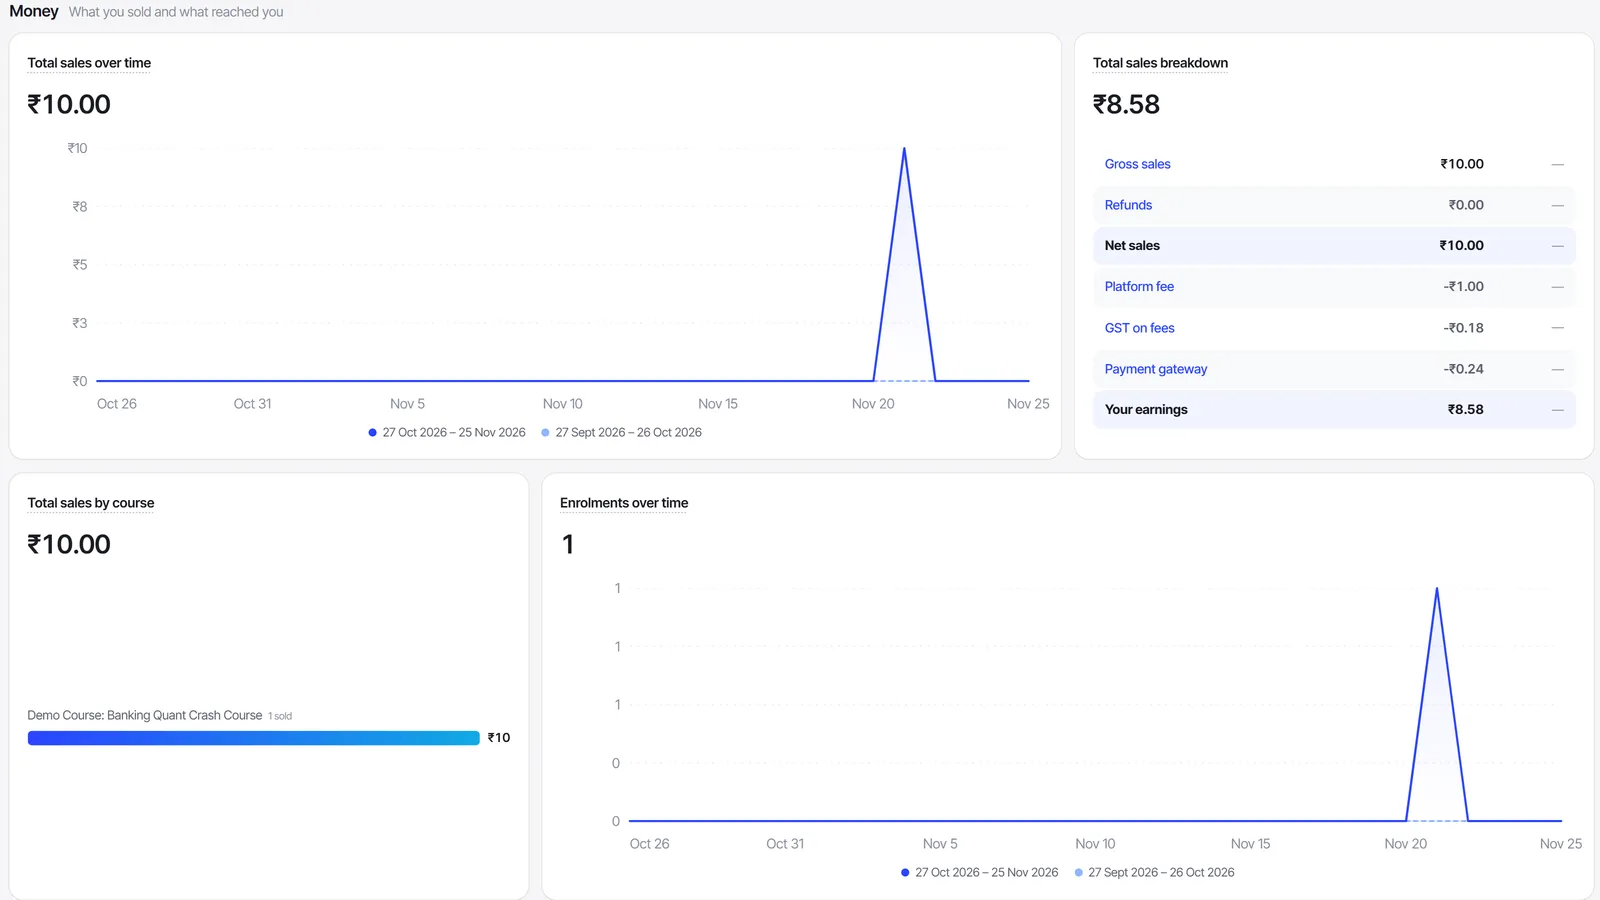 Money What you sold and what reached you
Total sales over time
₹10.00
₹10
₹8
₹5
₹3
₹0
Oct 26 Oct 31 Nov 5 Nov 10 Nov 15 Nov 20 Nov 25
27 Oct 2026 – 25 Nov 2026 27 Sept 2026 – 26 Oct 2026
Total sales breakdown
₹8.58
Gross sales ₹10.00 —
Refunds ₹0.00 —
Net sales ₹10.00 —
Platform fee -₹1.00 —
GST on fees -₹0.18 —
Payment gateway -₹0.24 —
Your earnings ₹8.58 —
Total sales by course
₹10.00
Demo Course: Banking Quant Crash Course 1 sold
₹10
Enrolments over time
1
1
1
1
0
0
Oct 26 Oct 31 Nov 5 Nov 10 Nov 15 Nov 20 Nov 25
27 Oct 2026 – 25 Nov 2026 27 Sept 2026 – 26 Oct 2026